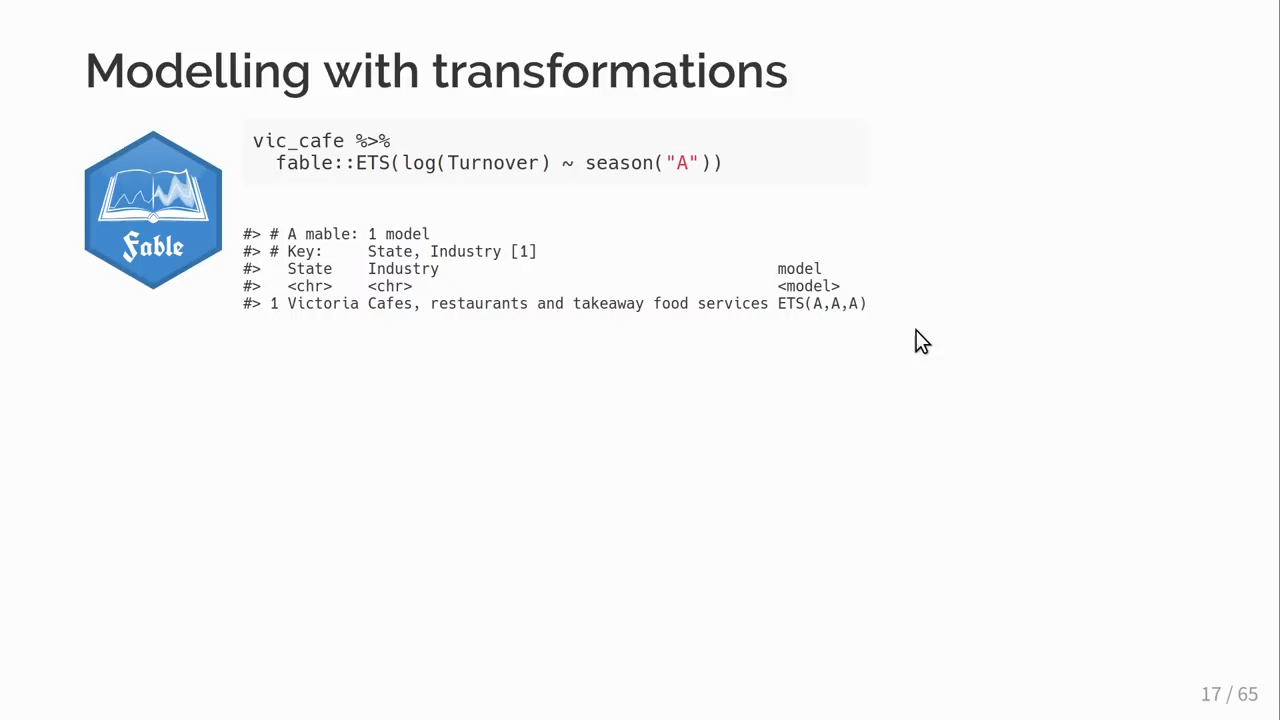 Modelling with transformations
vic_cafe %>%
  fable::ETS(log(Turnover) ~ season("A"))
Fable
#> # A mable: 1 model
#> # Key:     State, Industry [1]
#>   State    Industry                                      model
#>   <chr>    <chr>                                         <model>
#> 1 Victoria Cafes, restaurants and takeaway food services ETS(A,A,A)
17 / 65